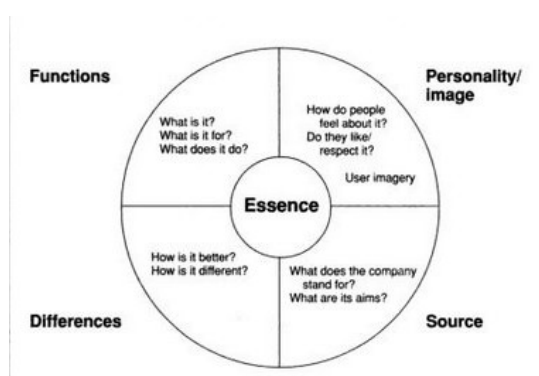 Functions
Personality/
image
What is it?
What is it for?
What does it do?
How do people
feel about it?
Do they like/
respect it?
User imagery
Essence
How is it better?
How is it different?
What does the company
stand for?
What are its aims?
Differences
Source